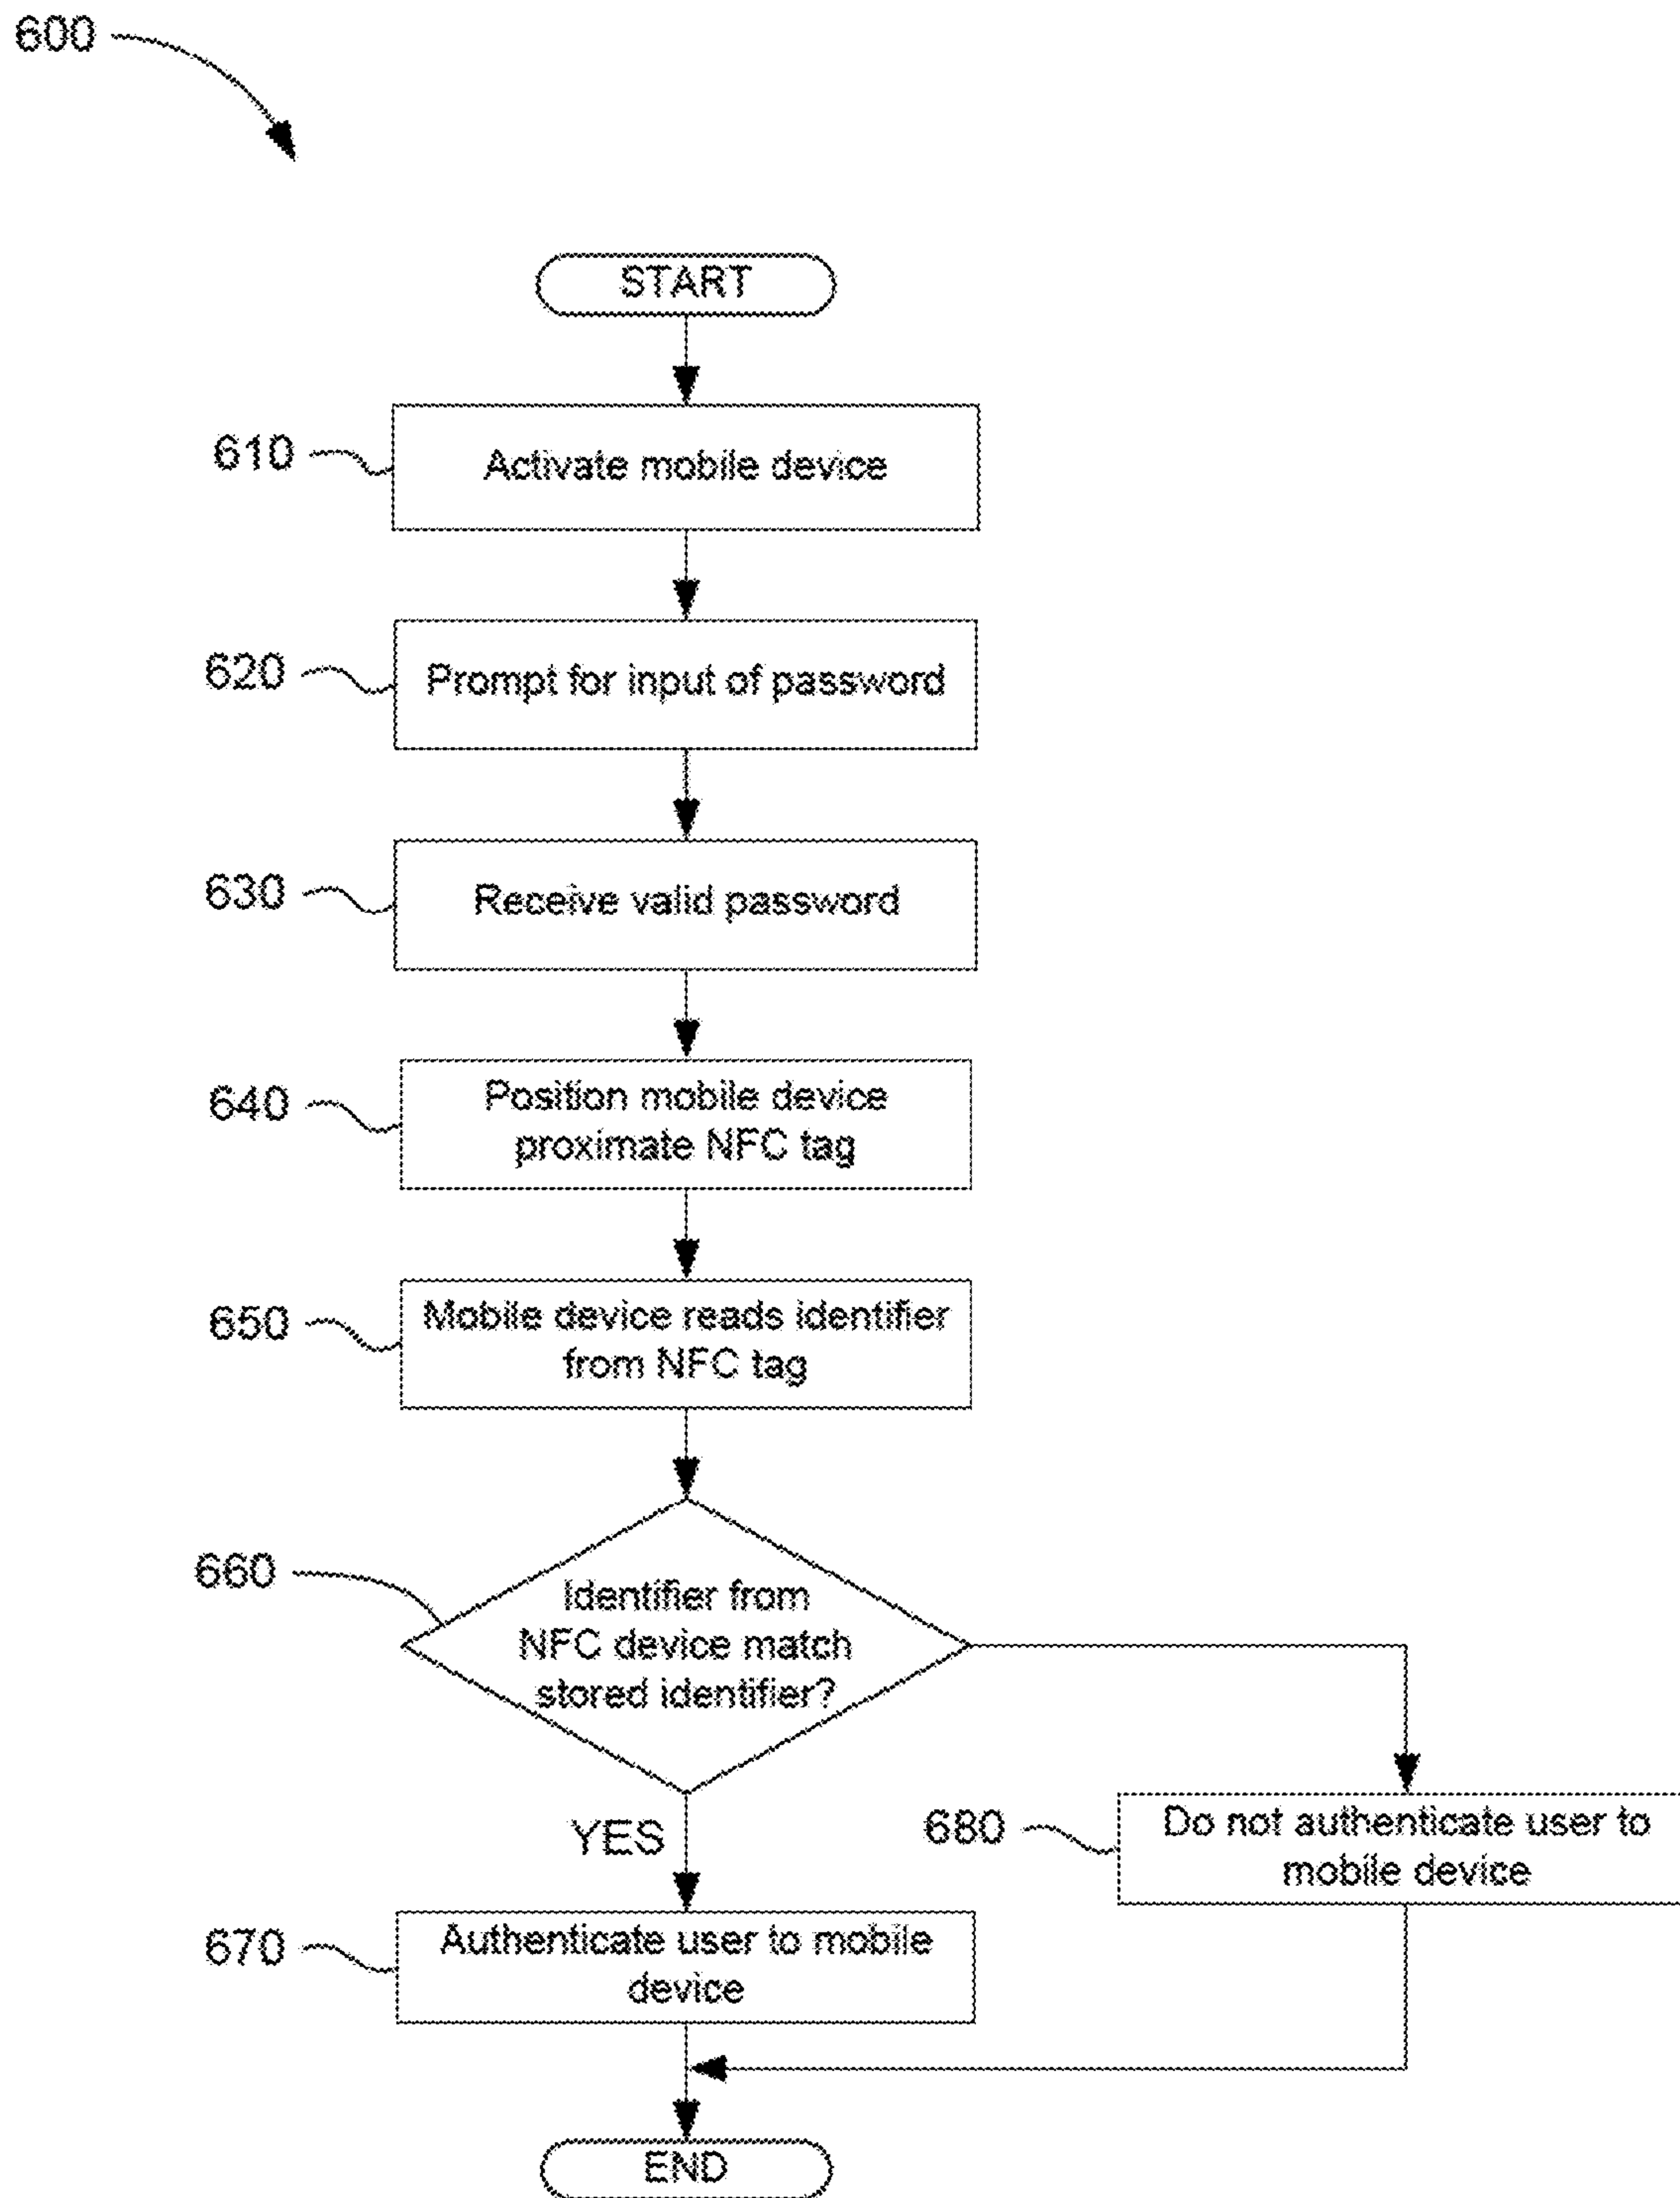 600
START
610
Activate mobile device
620
Prompt for input of password
630
Receive valid password
640
Position mobile device
proximate NFC tag
650
Mobile device reads identifier
from NFC tag
660
Identifier from
NFC device match
stored identifier?
YES
680
Do not authenticate user to
mobile device
670
Authenticate user to mobile
device
END